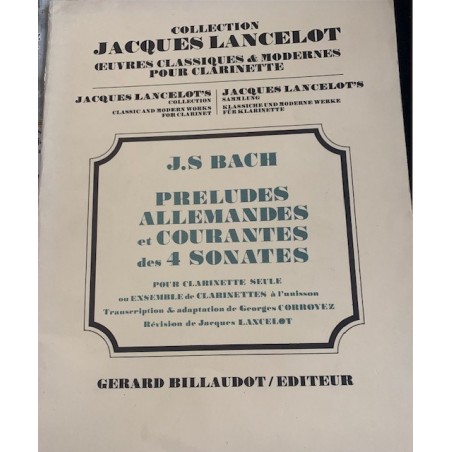 COLLECTION
JACQUES LANCELOT
ŒUVRES CLASSIQUES & MODERNES
POUR CLARINETTE
JACQUES LANCELOT'S
COLLECTION
CLASSIC AND MODERN WORKS
FOR CLARINET
JACQUES LANCELOT'S
SAMMLUNG
KLASSICHE UND MODERNE WERKE
FÜR KLARINETTE
J.S BACH
PRELUDES
ALLEMANDES
et COURANTES
des 4 SONATES
POUR CLARINETTE SEULE
ou ENSEMBLE de CLARINETTES à l'unisson
Transcription & adaptation de Georges CORROYEZ
Révision de Jacques LANCELOT
GERARD BILLAUDOT/EDITEUR